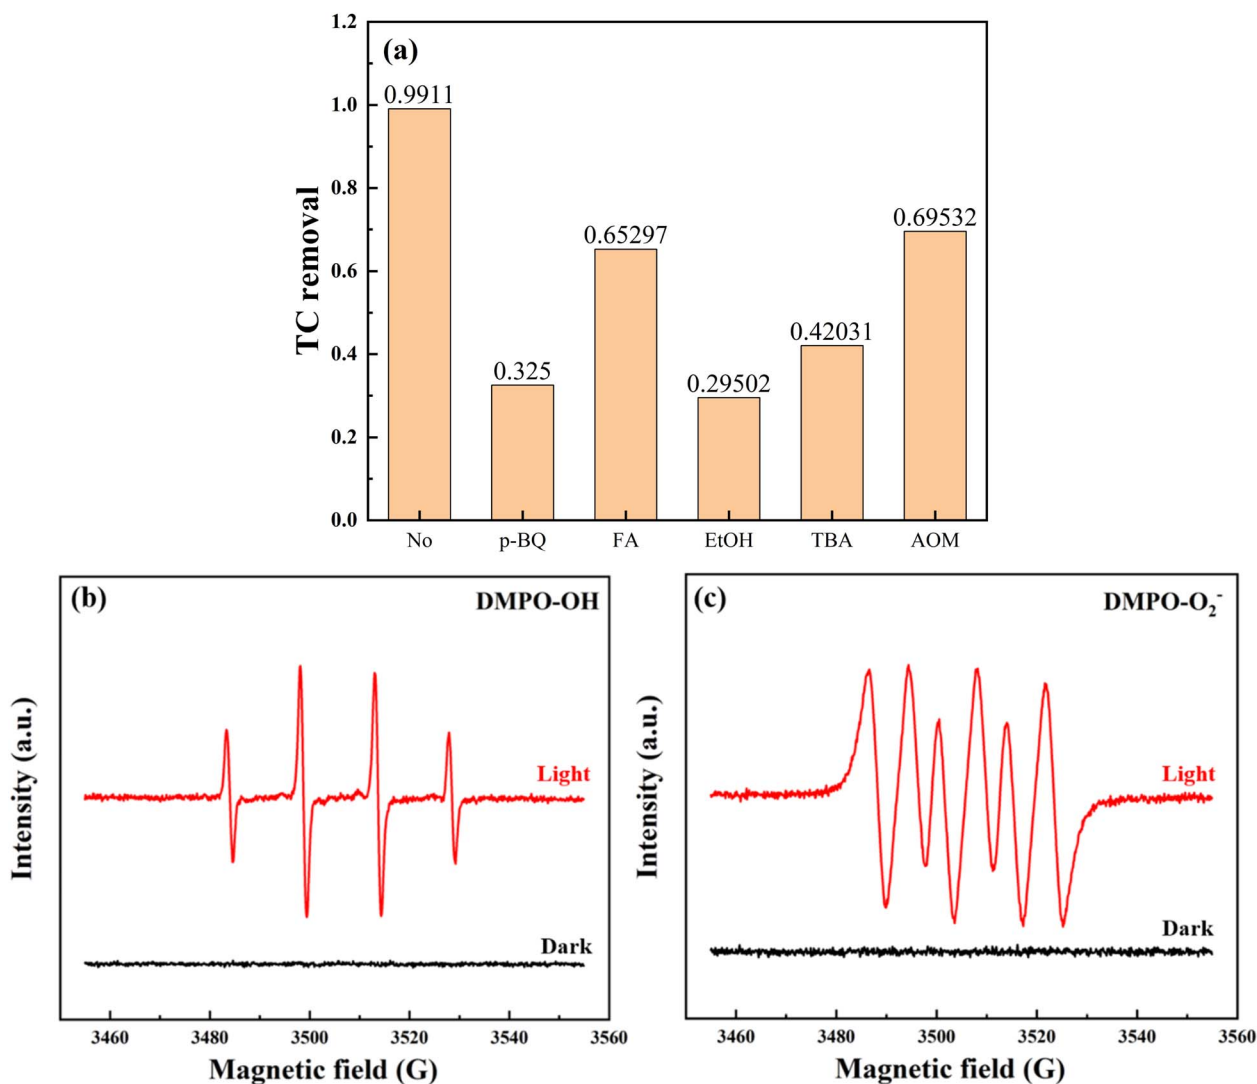 (a)
TC removal
1.2
1.0
0.8
0.6
0.4
0.2
0.0
0.9911
0.325
0.65297
0.29502
0.42031
0.69532
No p-BQ FA EtOH TBA AOM
(b)
DMPO-OH
Intensity (a.u.)
Light
Dark
3460 3480 3500 3520 3540 3560
Magnetic field (G)
(c)
DMPO-O₂⁻
Intensity (a.u.)
Light
Dark
3460 3480 3500 3520 3540 3560
Magnetic field (G)